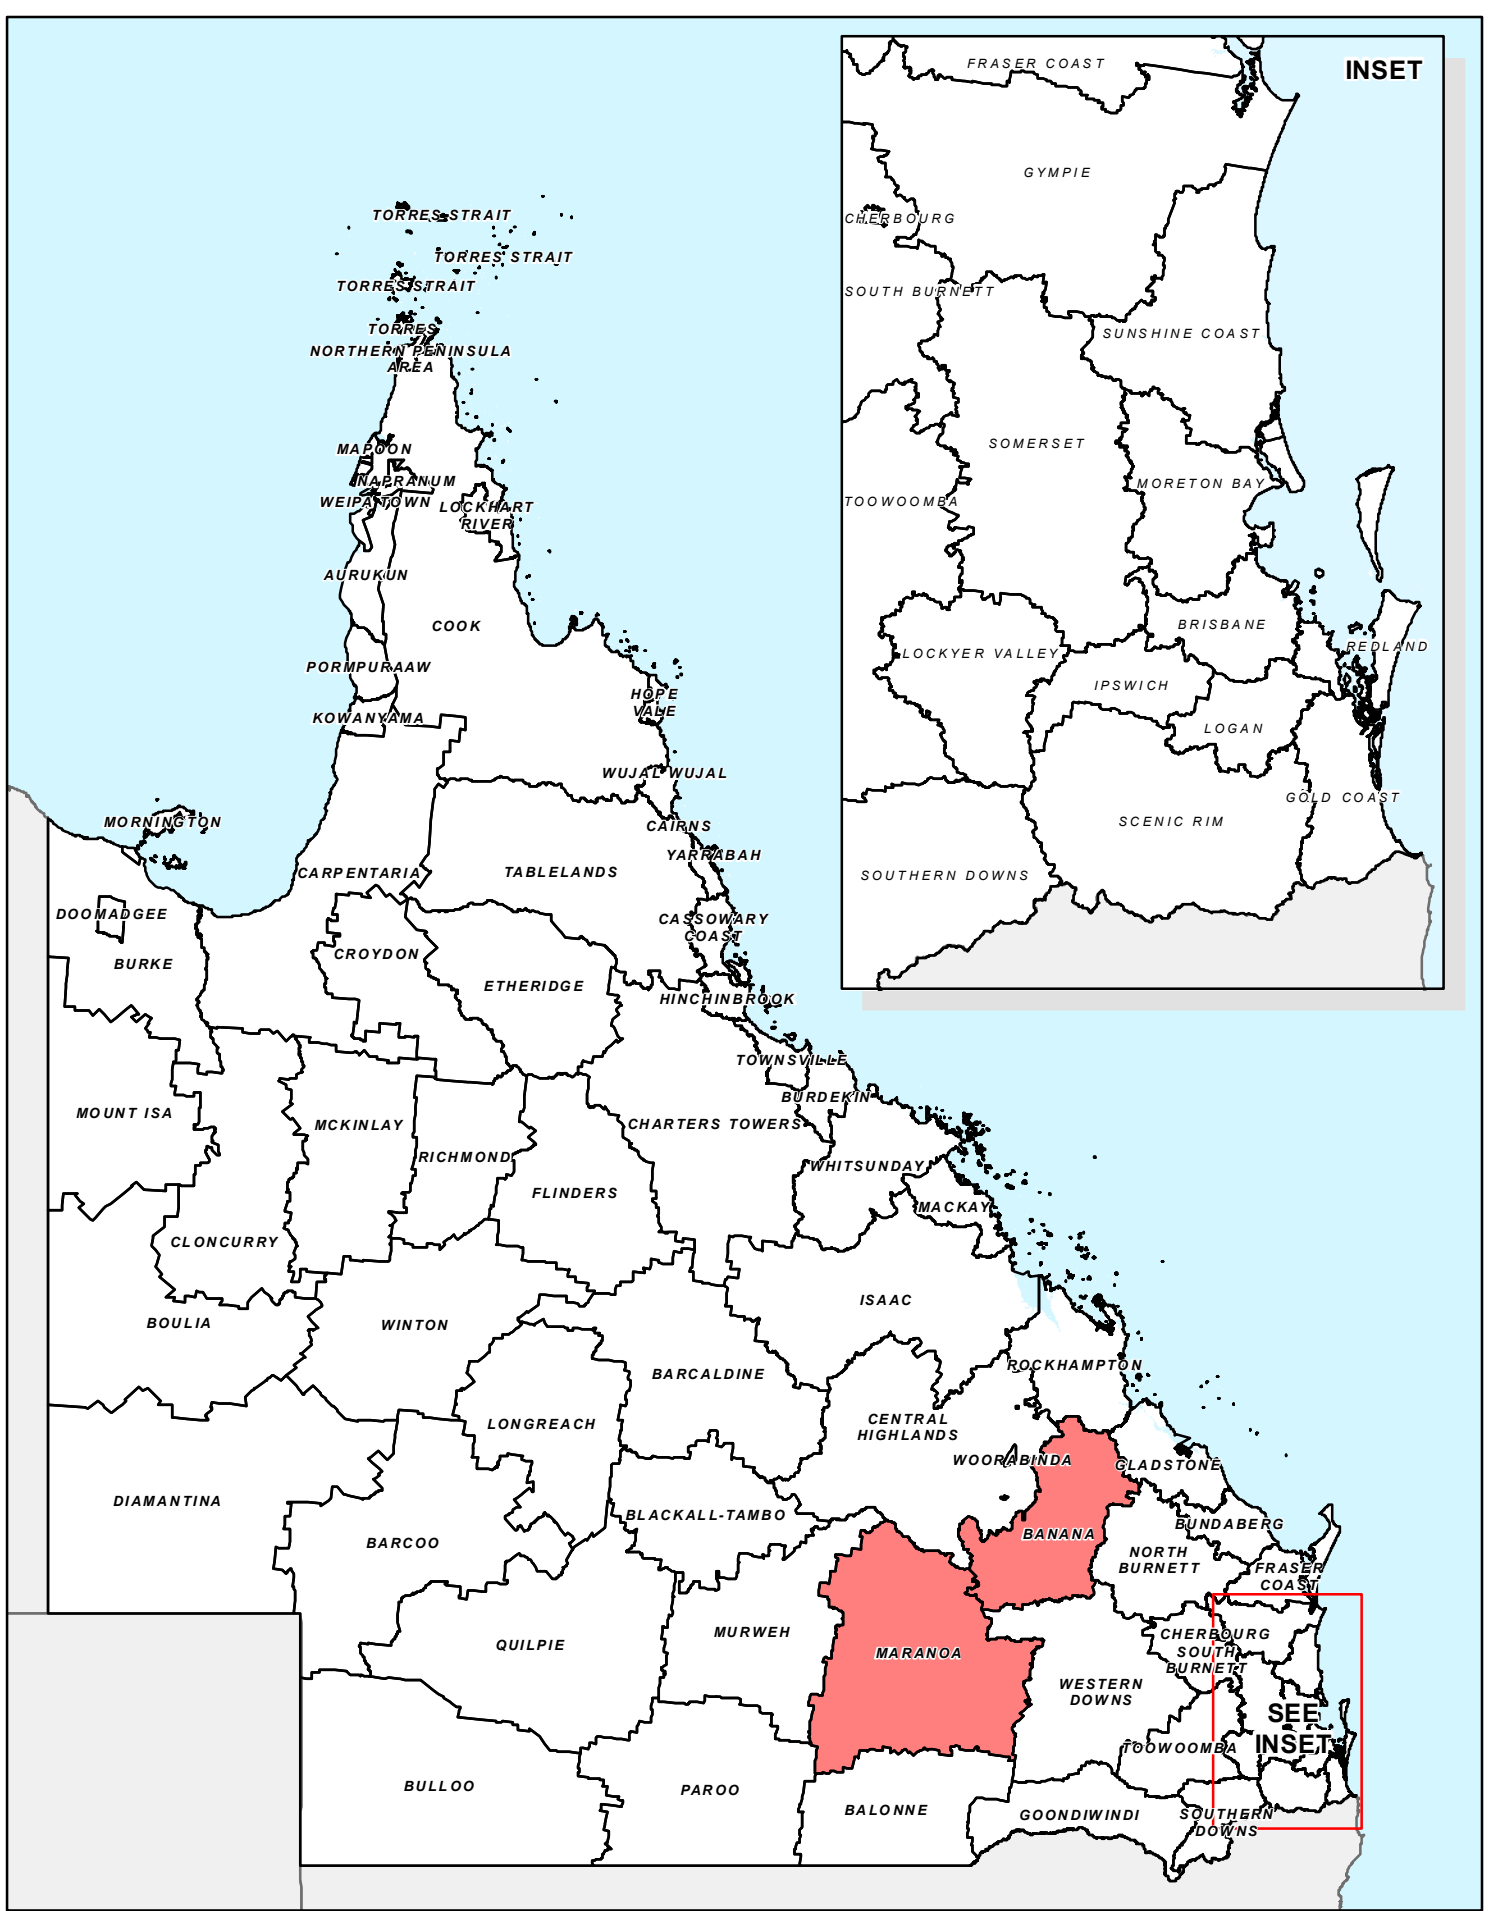 INSET
FRASER COAST
GYMPIE
CHERBOURG
SOUTH BURNETT
SUNSHINE COAST
SOMERSET
MORETON BAY
TOOWOOMBA
BRISBANE
REDLAND
LOCKYER VALLEY
IPSWICH
LOGAN
GOLD COAST
SCENIC RIM
SOUTHERN DOWNS
TORRES STRAIT
TORRES STRAIT
TORRES STRAIT
TORRES
NORTHERN PENINSULA
AREA
MAPOON
NAPRANUM
WEIPA TOWN
LOCKHART
RIVER
AURUKUN
COOK
PORMPURAAW
HOPE
VALE
KOWANYAMA
WUJAL WUJAL
MORNINGTON
CAIRNS
YARRABAH
CARPENTARIA
TABLELANDS
DOOMADGEE
CASSOWARY
COAST
CROYDON
BURKE
ETHERIDGE
HINCHINBROOK
TOWNSVILLE
BURDEKIN
MOUNT ISA
MCKINLAY
CHARTERS TOWERS
RICHMOND
WHITSUNDAY
FLINDERS
MACKAY
CLONCURRY
ISAAC
BOULIA
WINTON
ROCKHAMPTON
BARCALDINE
LONGREACH
CENTRAL
HIGHLANDS
WOORABINDA
GLADSTONE
DIAMANTINA
BLACKALL-TAMBO
BUNDABERG
BANANA
BARCOO
NORTH
BURNETT
FRASER
COAST
MURWEH
CHERBOURG
QUILPIE
MARANOA
SOUTH
BURNETT
WESTERN
DOWNS
SEE
INSET
TOOWOOMBA
BULLOO
PAROO
BALONNE
GOONDIWINDI
SOUTHERN
DOWNS